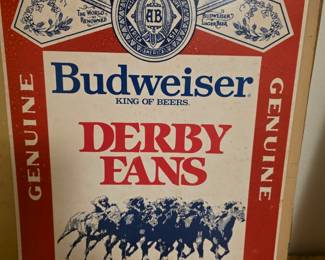 THE WORLD RENOWNED
BUDWEISER
LAGER BEER
AB
Budweiser®
KING OF BEERS.
DERBY
FANS
GENUINE
GENUINE